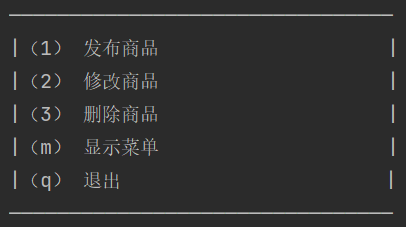 |（1） 发布商品 |
|（2） 修改商品 |
|（3） 删除商品 |
|（m） 显示菜单 |
|（q） 退出 |